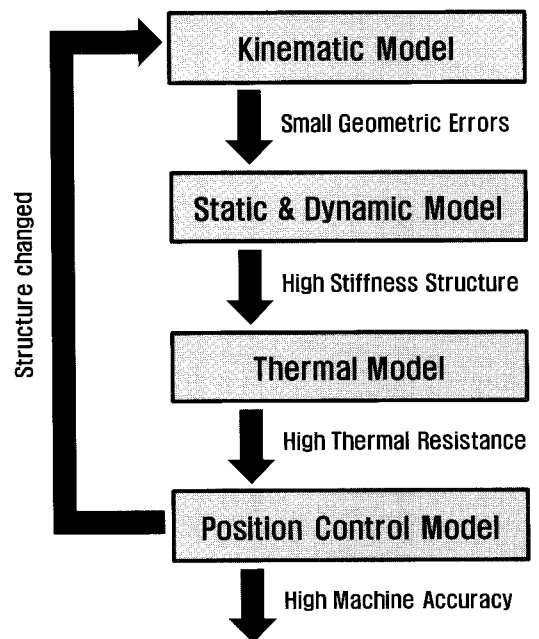 Kinematic Model
Small Geometric Errors
Static & Dynamic Model
High Stiffness Structure
Thermal Model
High Thermal Resistance
Position Control Model
High Machine Accuracy
Structure changed